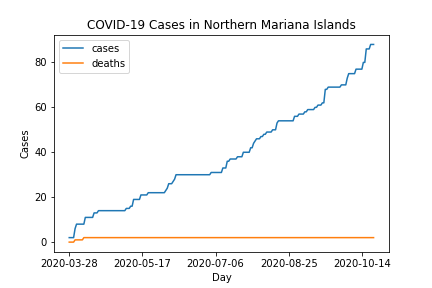 COVID-19 Cases in Northern Mariana Islands
cases
deaths
80
60
40
20
0
Cases
2020-03-28 2020-05-17 2020-07-06 2020-08-25 2020-10-14
Day